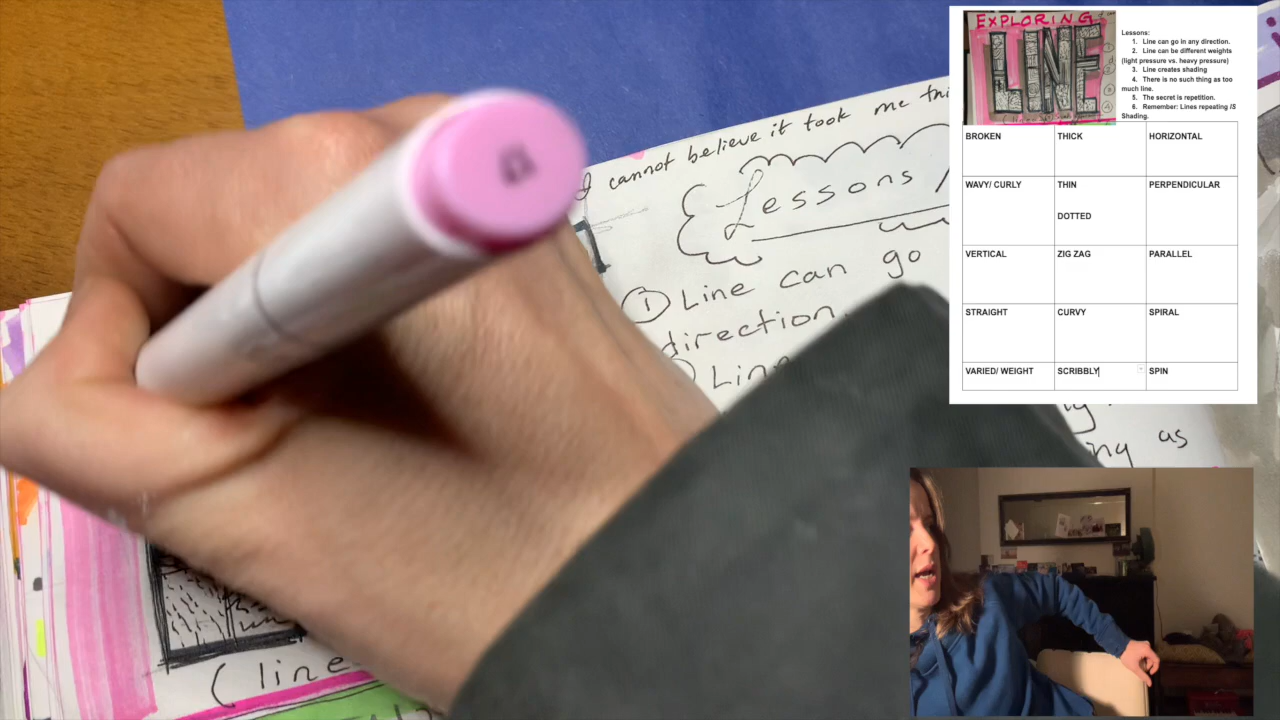 I cannot believe it took me
Lessons
① Line can go
direction.
② Line
as
(line
EXPLORING
LINE
Lessons:
1. Line can go in any direction.
2. Line can be different weights
(light pressure vs. heavy pressure)
3. Line creates shading
4. There is no such thing as too
much line.
5. The secret is repetition.
6. Remember: Lines repeating IS
Shading.
BROKEN THICK HORIZONTAL
WAVY/ CURLY THIN PERPENDICULAR
DOTTED
VERTICAL ZIG ZAG PARALLEL
STRAIGHT CURVY SPIRAL
VARIED/ WEIGHT SCRIBBLY SPIN